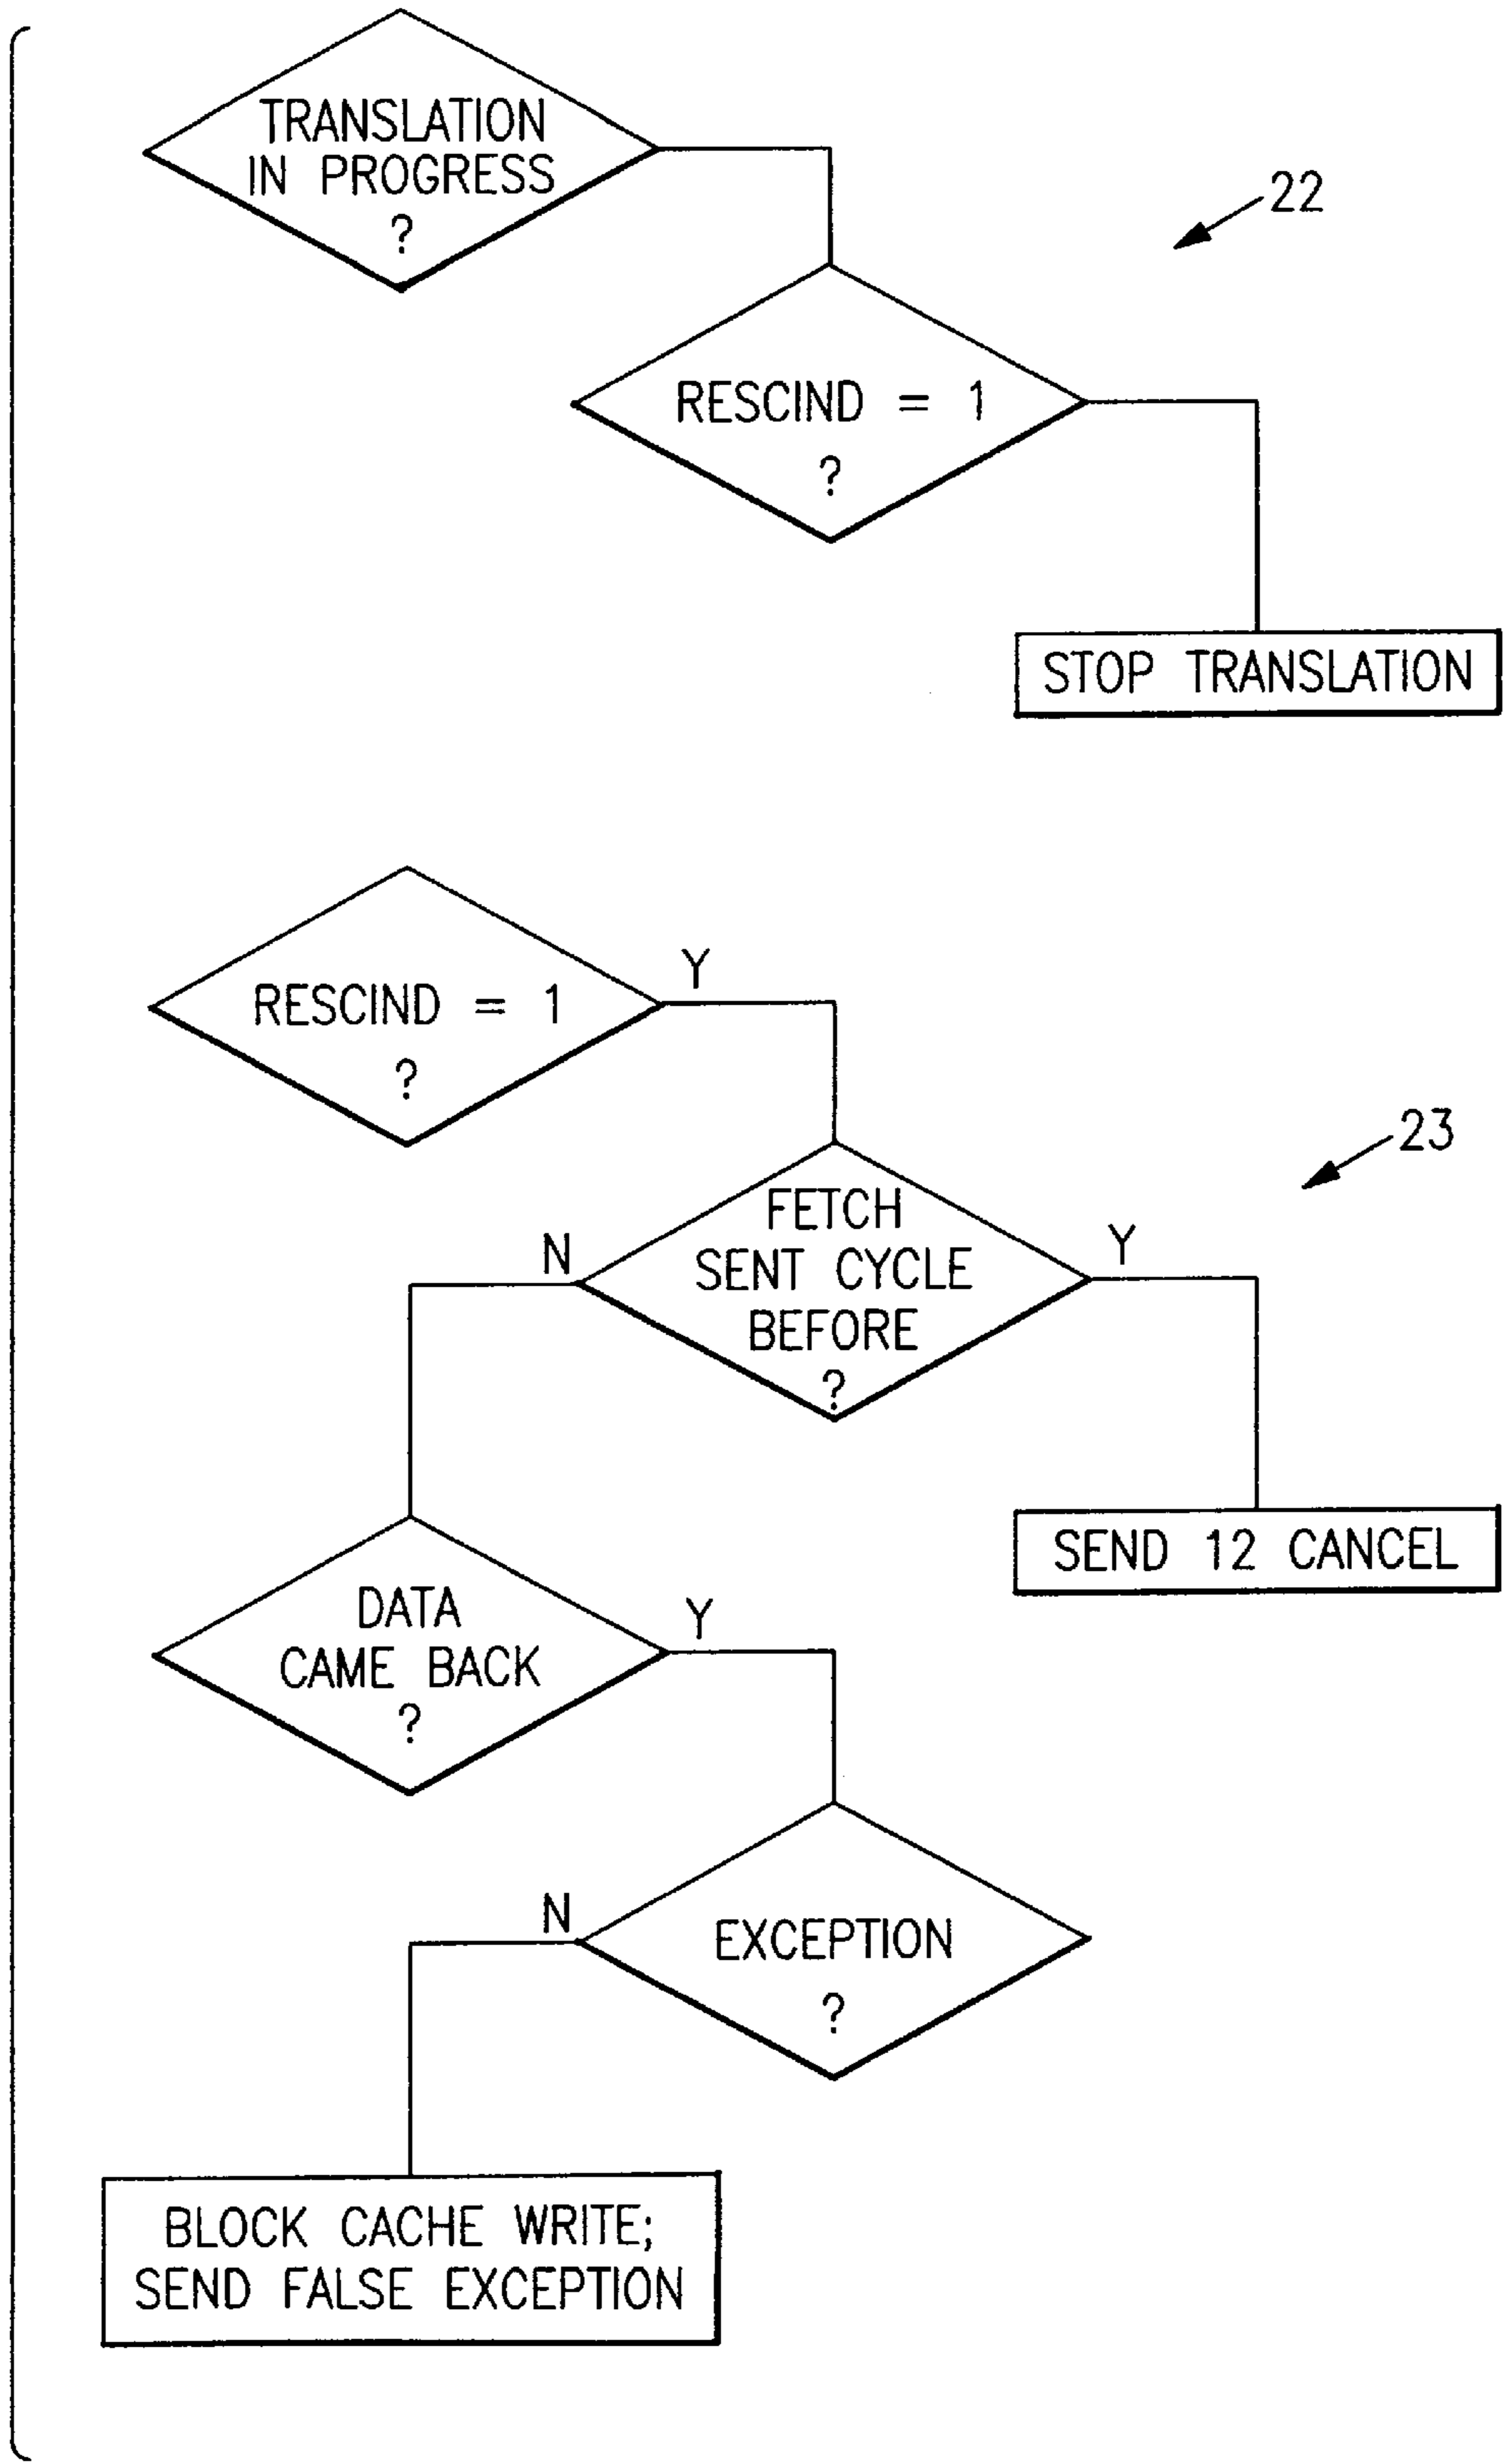 TRANSLATION
IN PROGRESS
?
22
RESCIND = 1
?
STOP TRANSLATION
Y
RESCIND = 1
?
23
FETCH
N
Y
SENT CYCLE
BEFORE
?
SEND 12 CANCEL
DATA
Y
CAME BACK
?
N
EXCEPTION
?
BLOCK CACHE WRITE;
SEND FALSE EXCEPTION